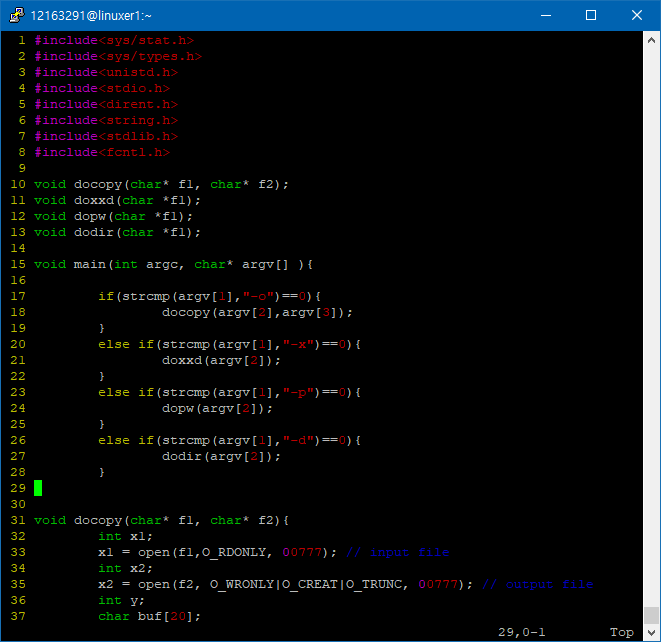 12163291@linuxer1:~
1 #include<sys/stat.h>
2 #include<sys/types.h>
3 #include<unistd.h>
4 #include<stdio.h>
5 #include<dirent.h>
6 #include<string.h>
7 #include<stdlib.h>
8 #include<fcntl.h>
9
10 void docopy(char* f1, char* f2);
11 void doxxd(char *f1);
12 void dopw(char *f1);
13 void dodir(char *f1);
14
15 void main(int argc, char* argv[] ){
16
17         if(strcmp(argv[1],"-o")==0){
18                 docopy(argv[2],argv[3]);
19         }
20         else if(strcmp(argv[1],"-x")==0){
21                 doxxd(argv[2]);
22         }
23         else if(strcmp(argv[1],"-p")==0){
24                 dopw(argv[2]);
25         }
26         else if(strcmp(argv[1],"-d")==0){
27                 dodir(argv[2]);
28         }
29
30
31 void docopy(char* f1, char* f2){
32         int x1;
33         x1 = open(f1,O_RDONLY, 00777); // input file
34         int x2;
35         x2 = open(f2, O_WRONLY|O_CREAT|O_TRUNC, 00777); // output file
36         int y;
37         char buf[20];
29,0-1 Top